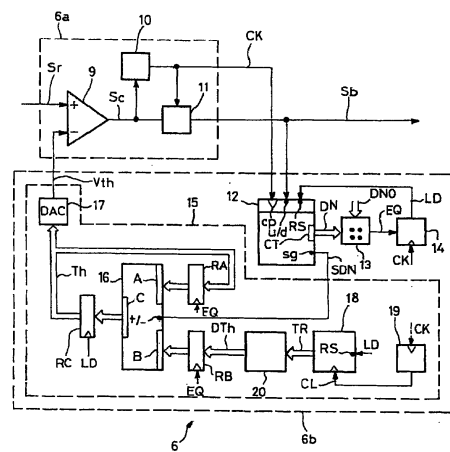 6a
10
CK
Sr
9
Sc
11
Sb
+
−
Vth
DAC
17
15
12
cp
u/d
RS
CT
sg
DN
DN0
EQ
LD
13
14
CK
SDN
Th
16
A
RA
EQ
C
+/−
RC
LD
B
RB
EQ
DTh
20
TR
18
RS
LD
CL
19
CK
6
6b